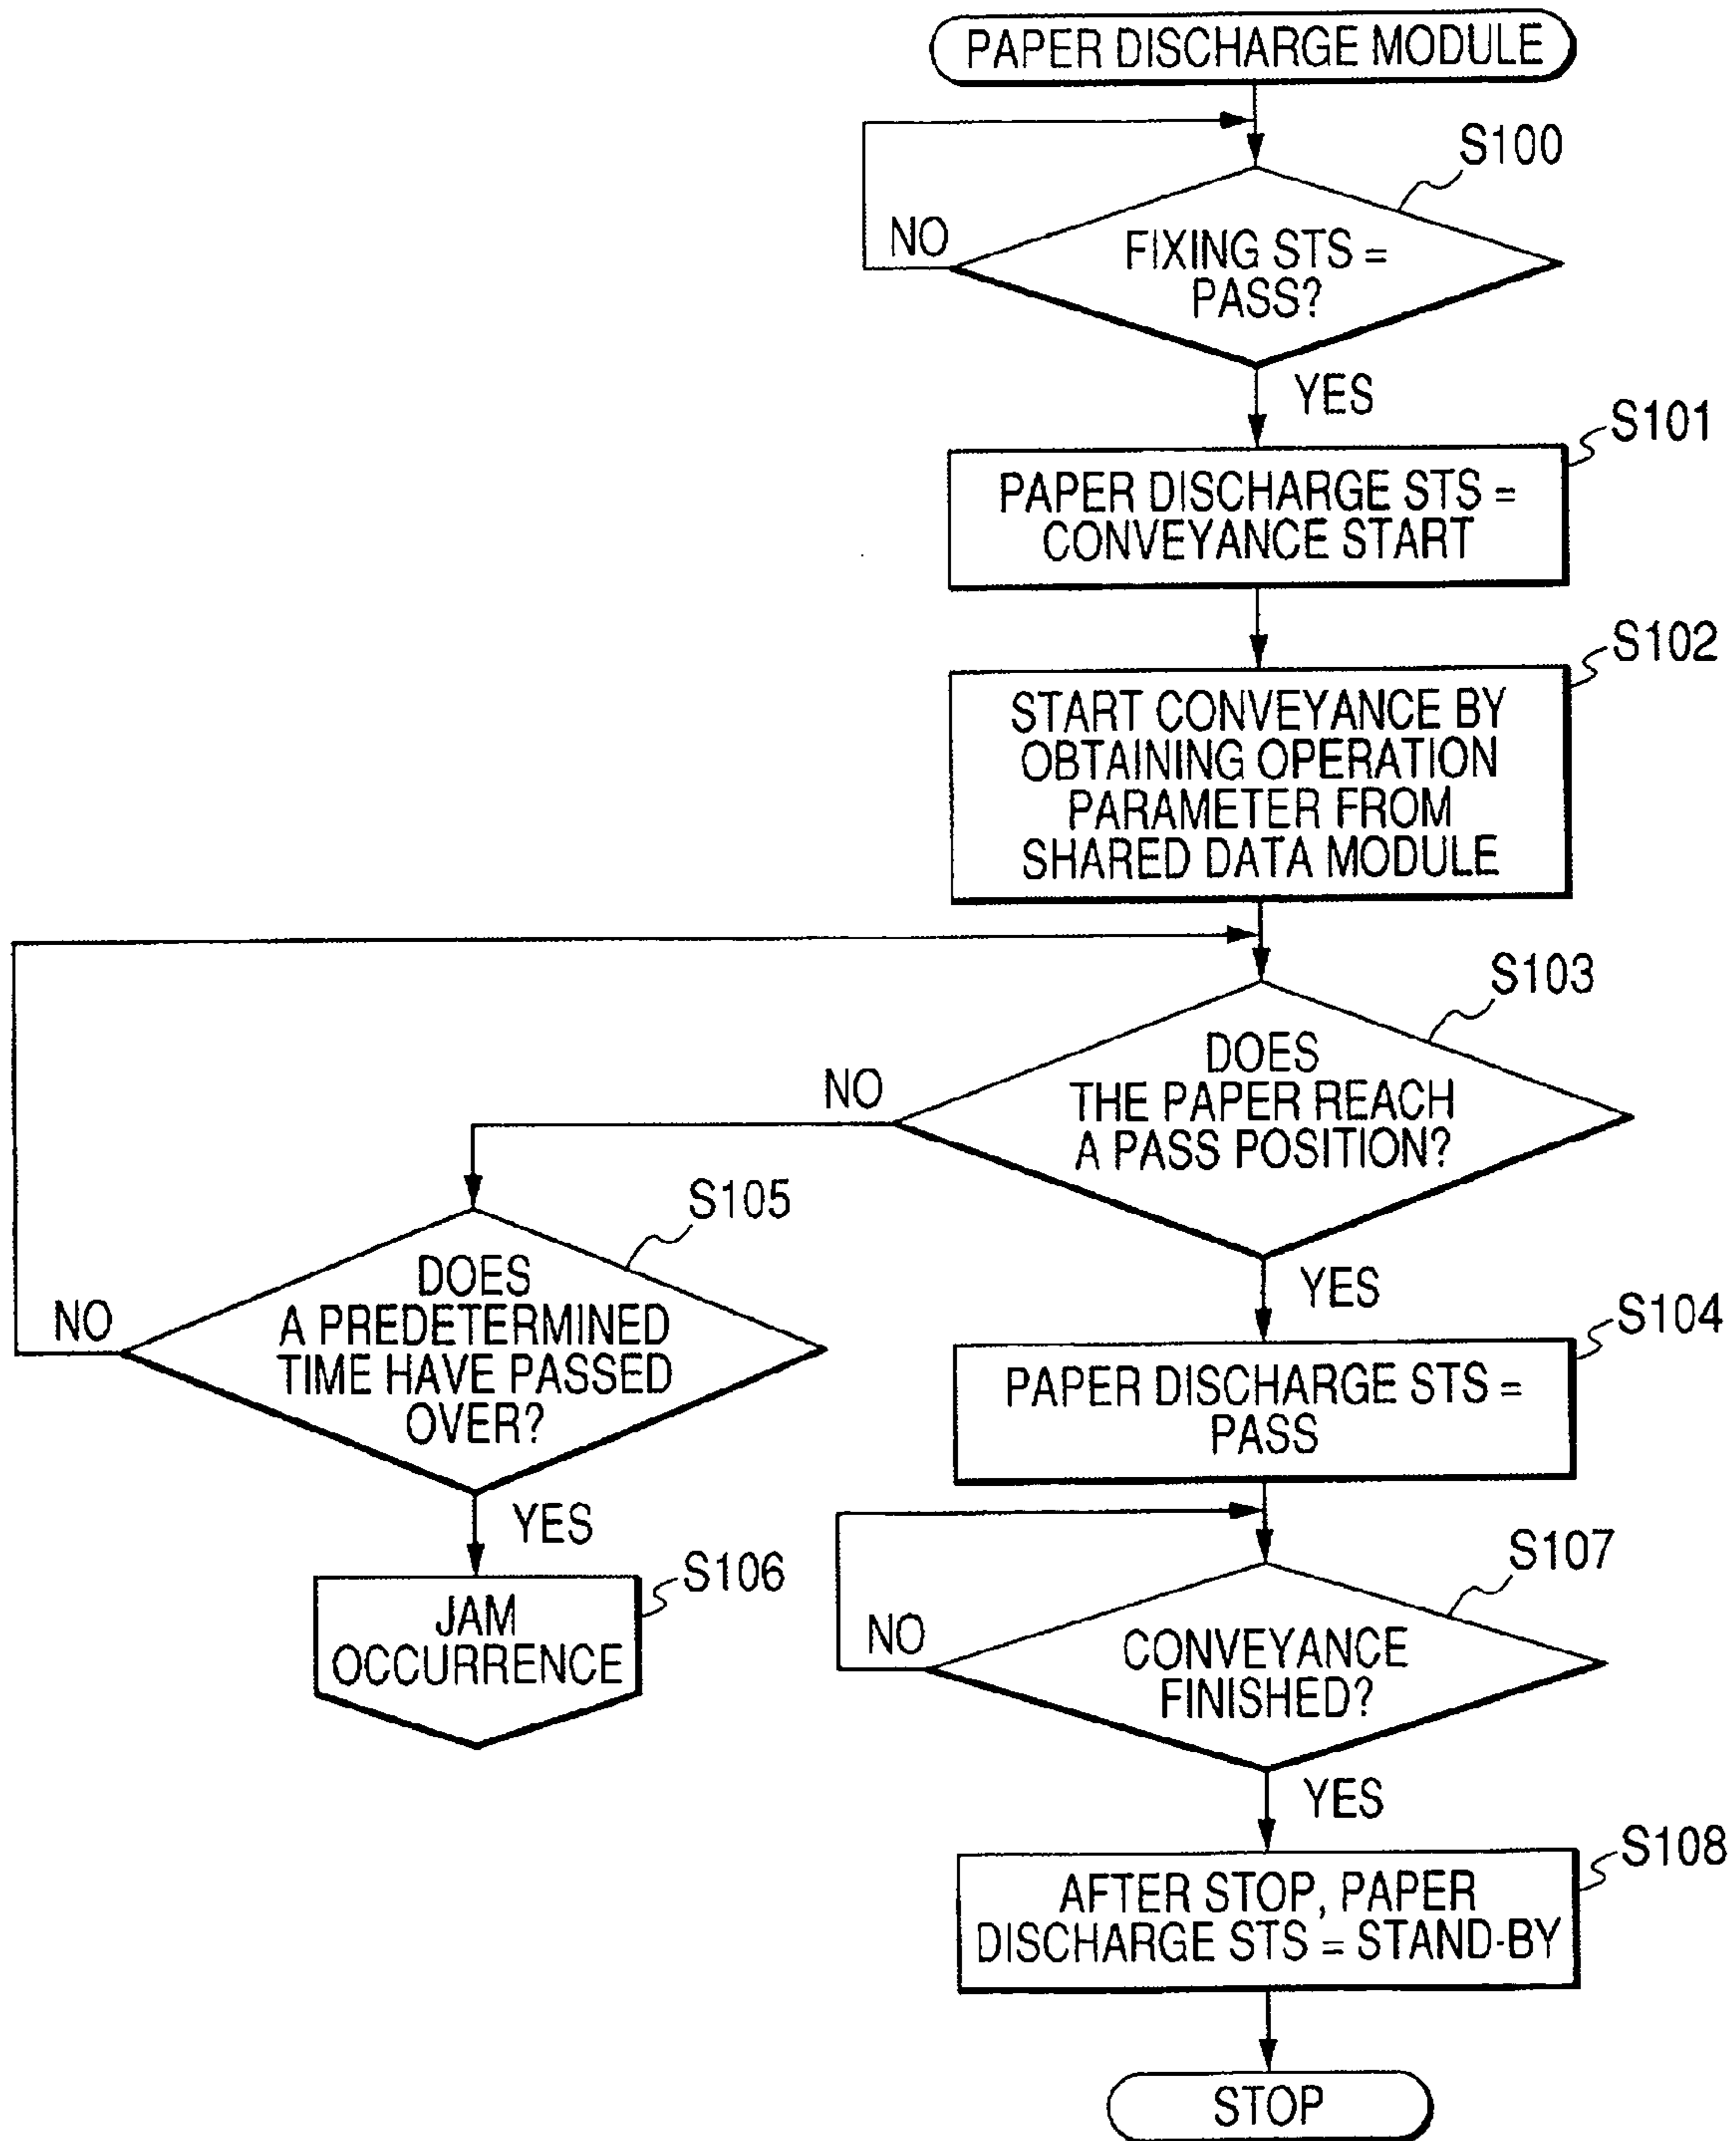 PAPER DISCHARGE MODULE
S100
NO
FIXING STS =
PASS?
YES
S101
PAPER DISCHARGE STS =
CONVEYANCE START
S102
START CONVEYANCE BY
OBTAINING OPERATION
PARAMETER FROM
SHARED DATA MODULE
S103
NO
DOES
THE PAPER REACH
A PASS POSITION?
S105
YES
DOES
A PREDETERMINED
TIME HAVE PASSED
OVER?
NO
S104
PAPER DISCHARGE STS =
PASS
YES
S106
JAM
OCCURRENCE
S107
NO
CONVEYANCE
FINISHED?
YES
S108
AFTER STOP, PAPER
DISCHARGE STS = STAND-BY
STOP